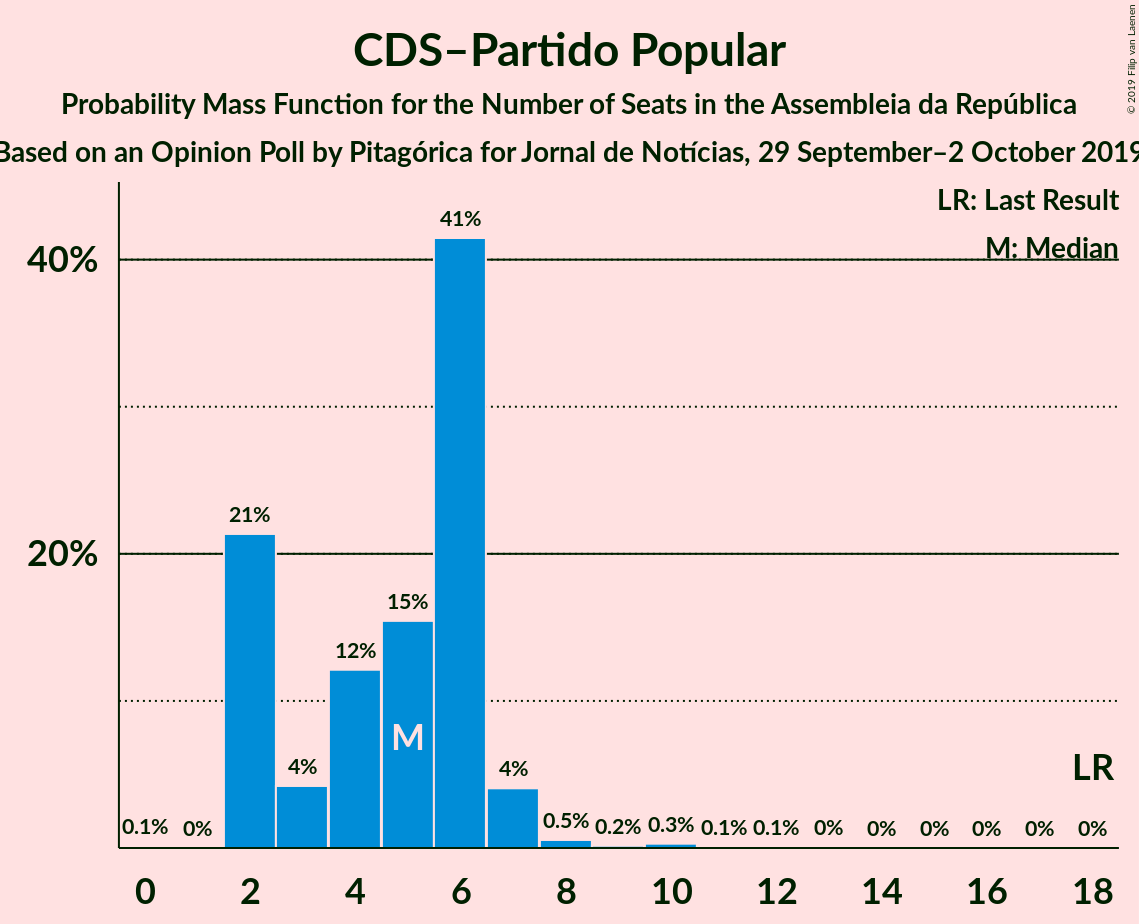 CDS–Partido Popular
Probability Mass Function for the Number of Seats in the Assembleia da República
Based on an Opinion Poll by Pitagórica for Jornal de Notícias, 29 September–2 October 2019
© 2019 Filip van Laenen
LR: Last Result
M: Median
40%
20%
41%
21%
15%
12%
4%
4%
0.1%
0%
0.5%
0.2%
0.3%
0.1%
0.1%
0%
0%
0%
0%
0%
0%
M
LR
0 2 4 6 8 10 12 14 16 18